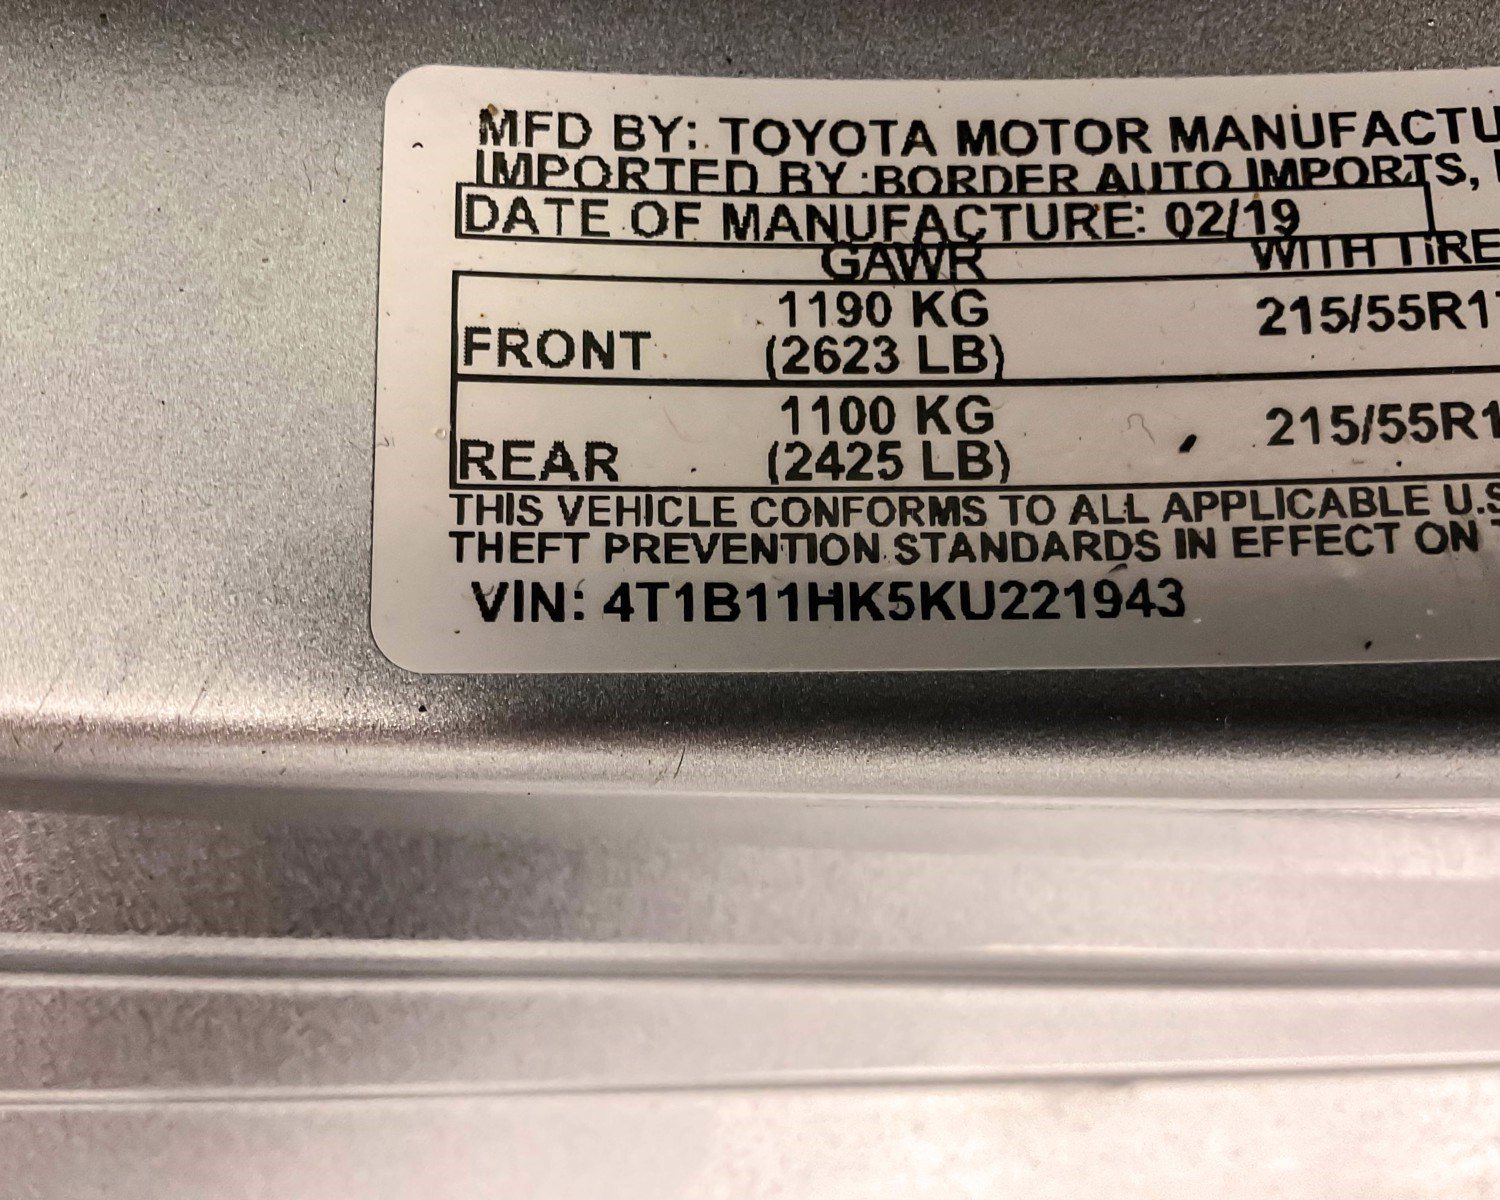 MFD BY: TOYOTA MOTOR MANUFACTU
IMPORTED BY :BORDER AUTO IMPORTS,
DATE OF MANUFACTURE: 02/19
GAWR WITH TIRE
FRONT 1190 KG 215/55R17
(2623 LB)
REAR 1100 KG 215/55R1
(2425 LB)
THIS VEHICLE CONFORMS TO ALL APPLICABLE U.S
THEFT PREVENTION STANDARDS IN EFFECT ON
VIN: 4T1B11HK5KU221943